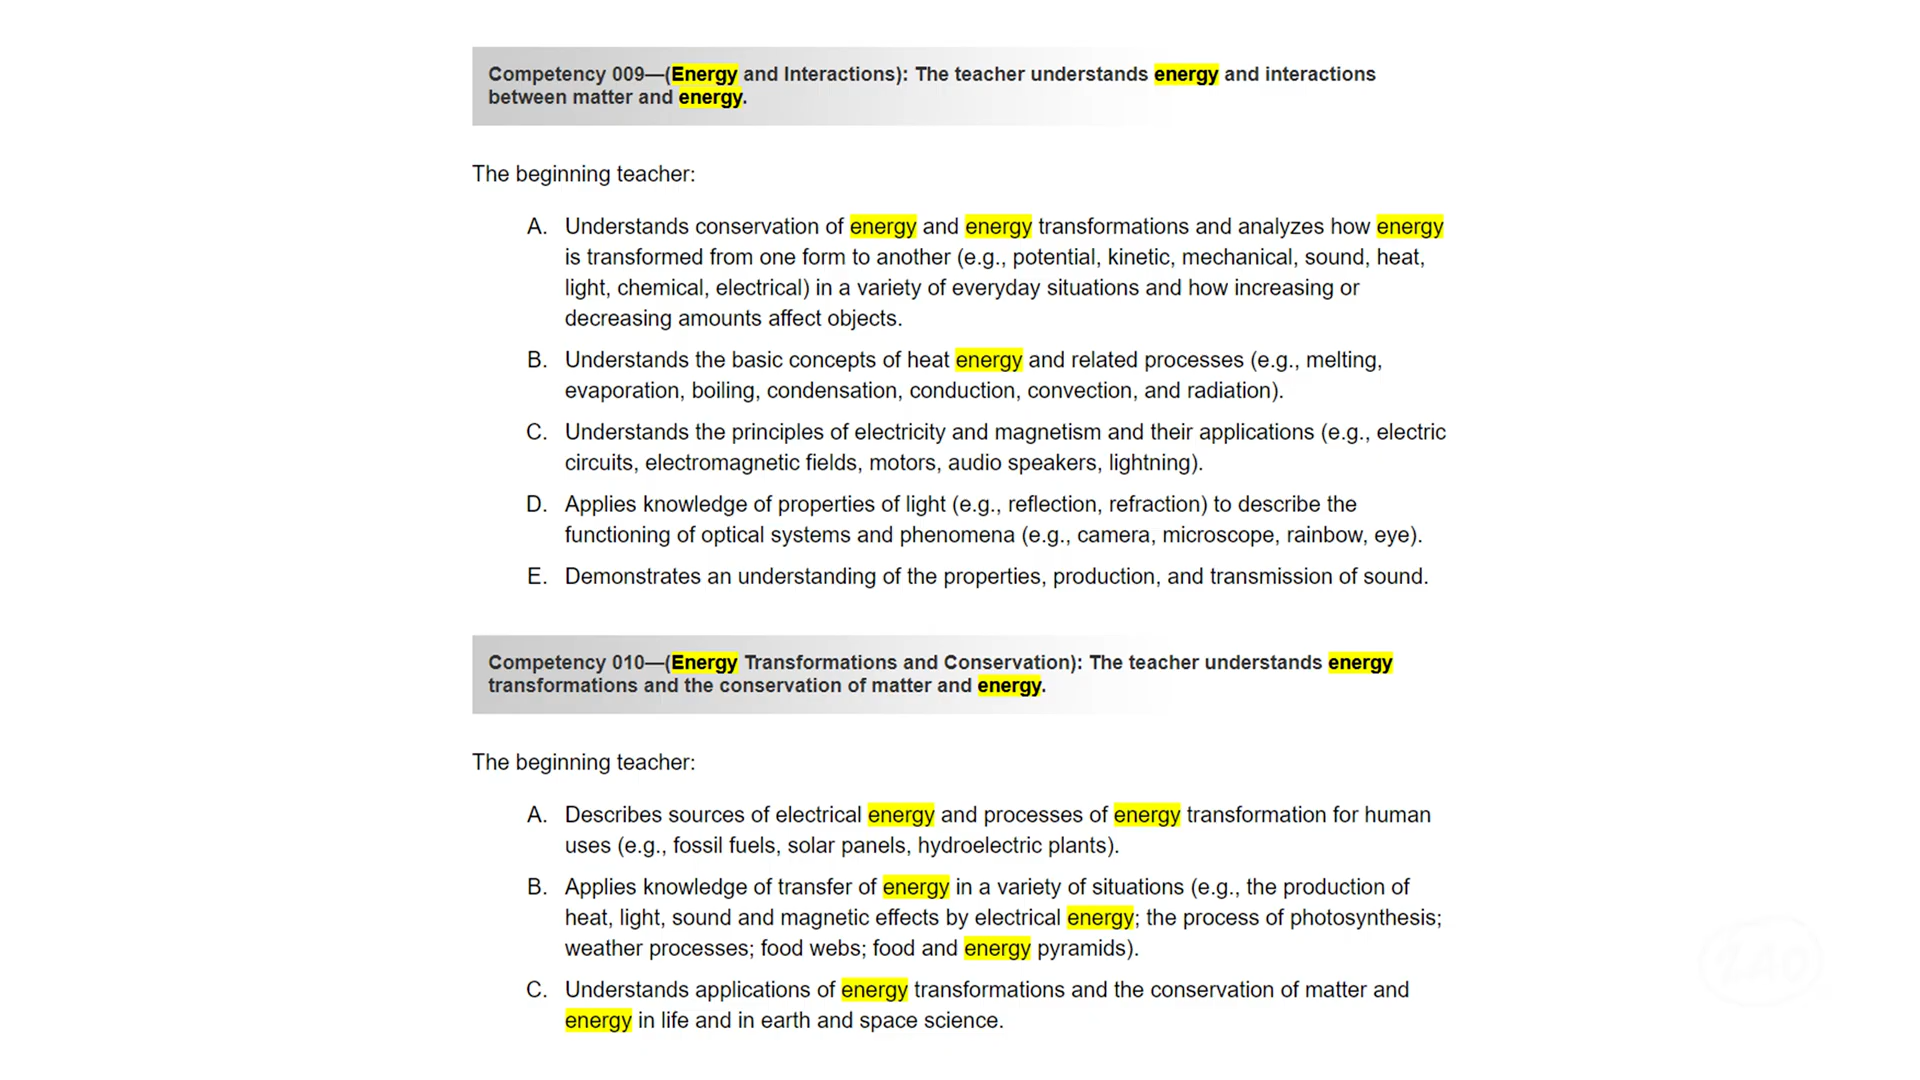 Competency 009—(Energy and Interactions): The teacher understands energy and interactions
between matter and energy.
The beginning teacher:
A. Understands conservation of energy and energy transformations and analyzes how energy
is transformed from one form to another (e.g., potential, kinetic, mechanical, sound, heat,
light, chemical, electrical) in a variety of everyday situations and how increasing or
decreasing amounts affect objects.
B. Understands the basic concepts of heat energy and related processes (e.g., melting,
evaporation, boiling, condensation, conduction, convection, and radiation).
C. Understands the principles of electricity and magnetism and their applications (e.g., electric
circuits, electromagnetic fields, motors, audio speakers, lightning).
D. Applies knowledge of properties of light (e.g., reflection, refraction) to describe the
functioning of optical systems and phenomena (e.g., camera, microscope, rainbow, eye).
E. Demonstrates an understanding of the properties, production, and transmission of sound.
Competency 010—(Energy Transformations and Conservation): The teacher understands energy
transformations and the conservation of matter and energy.
The beginning teacher:
A. Describes sources of electrical energy and processes of energy transformation for human
uses (e.g., fossil fuels, solar panels, hydroelectric plants).
B. Applies knowledge of transfer of energy in a variety of situations (e.g., the production of
heat, light, sound and magnetic effects by electrical energy; the process of photosynthesis;
weather processes; food webs; food and energy pyramids).
C. Understands applications of energy transformations and the conservation of matter and
energy in life and in earth and space science.
240